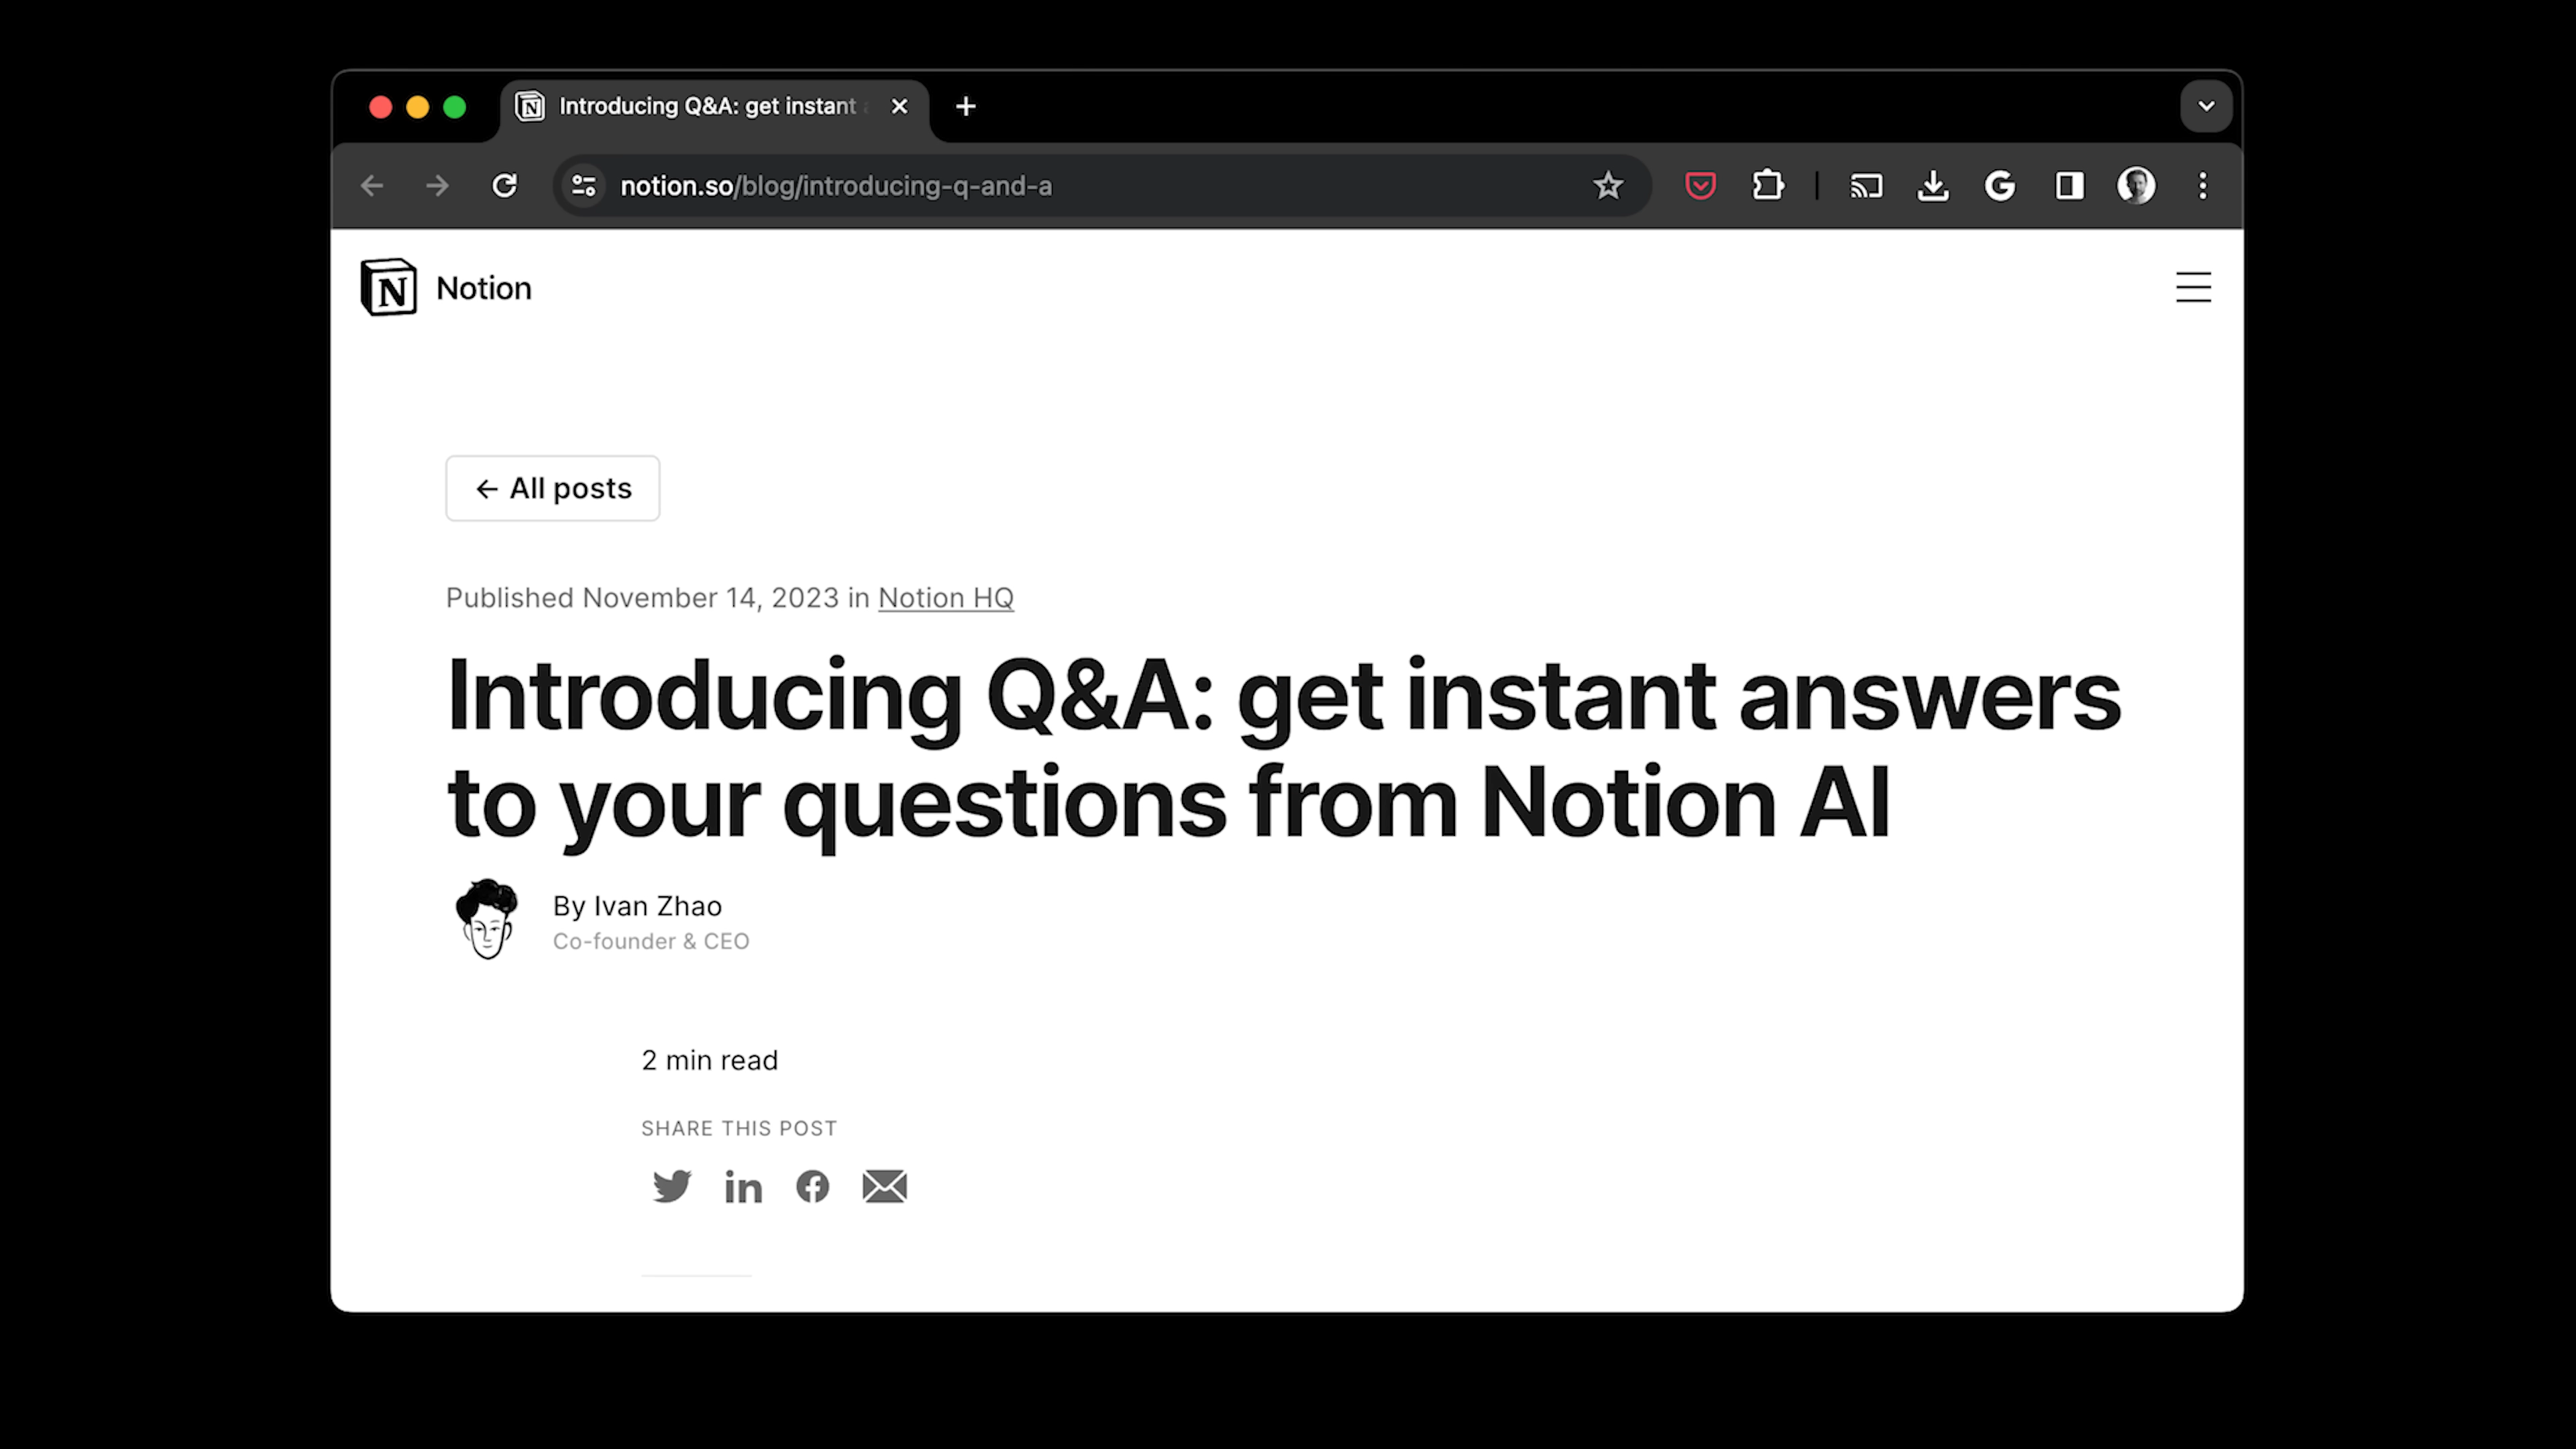 Introducing Q&A: get instant
notion.so/blog/introducing-q-and-a
Notion
← All posts
Published November 14, 2023 in Notion HQ
Introducing Q&A: get instant answers
to your questions from Notion AI
By Ivan Zhao
Co-founder & CEO
2 min read
SHARE THIS POST